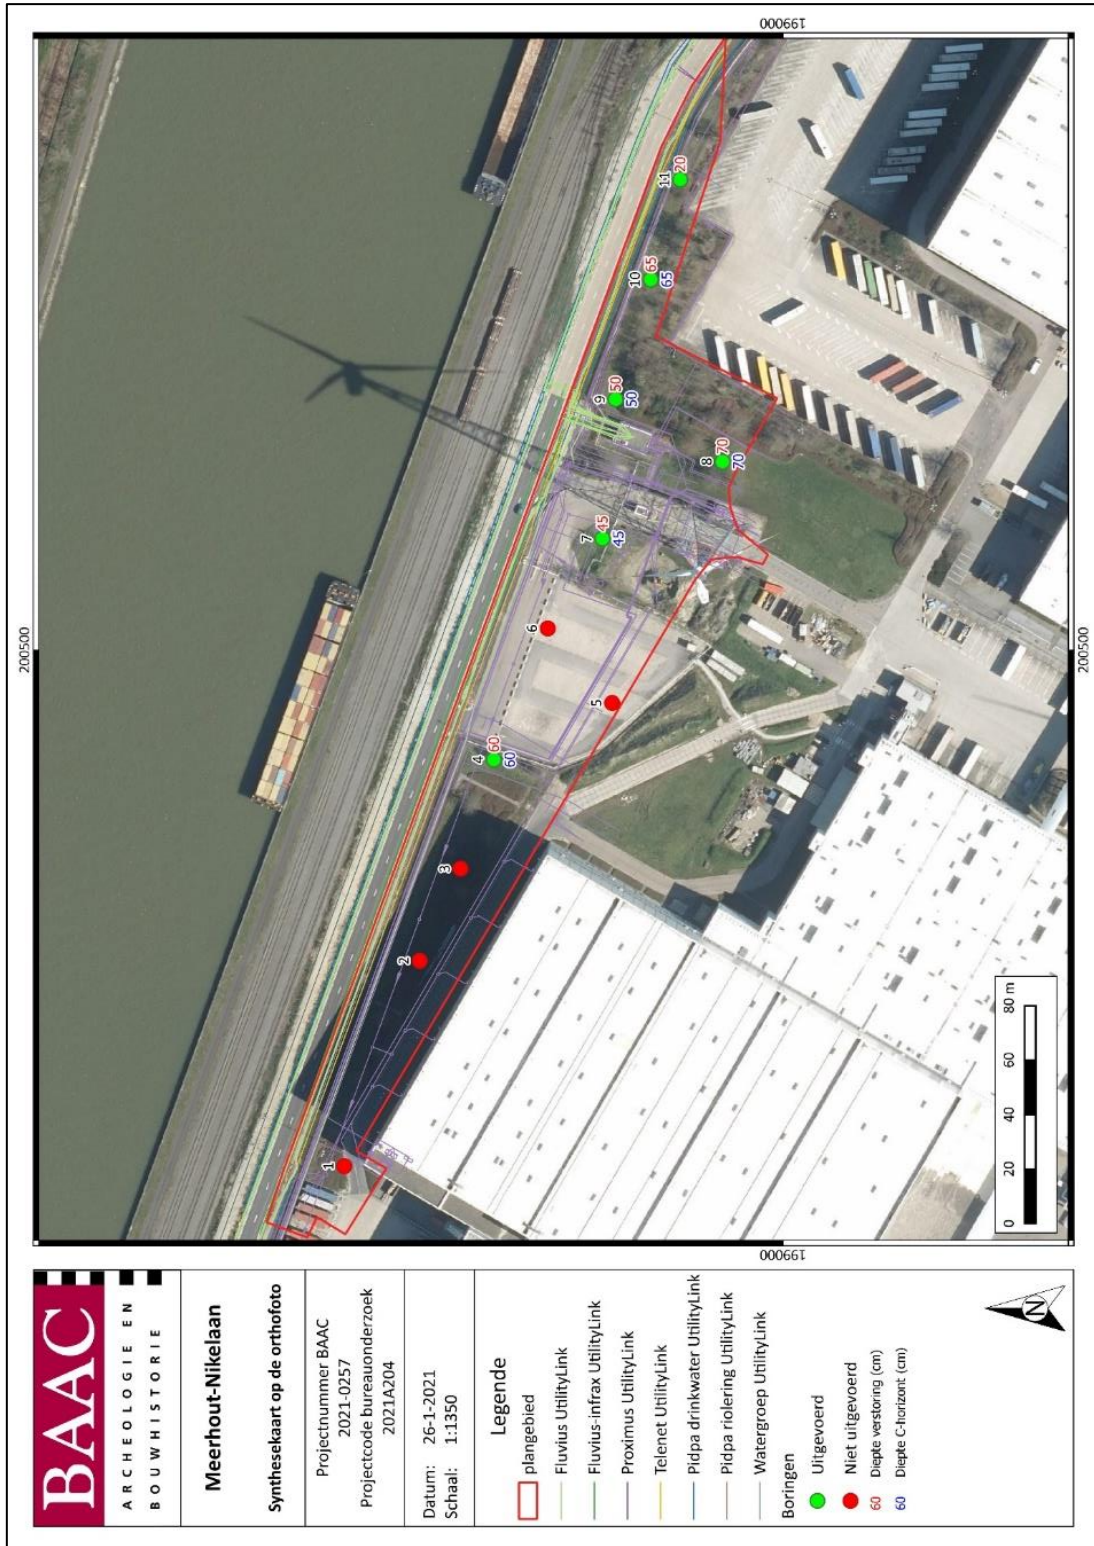 BAAC
ARCHEOLOGIE EN
BOUWHISTORIE
Meerhout-Nikelaan
Synthesekaart op de orthofoto
Projectnummer BAAC
2021-0257
Projectcode bureauonderzoek
2021A204
Datum: 26-1-2021
Schaal: 1:1350
Legende
plangebied
Fluvius UtilityLink
Fluvius-infrax UtilityLink
Proximus UtilityLink
Telenet UtilityLink
Pidpa drinkwater UtilityLink
Pidpa riolering UtilityLink
Watergroep UtilityLink
Boringen
Uitgevoerd
Niet uitgevoerd
60 Diepte verstoring (cm)
60 Diepte C-horizont (cm)
N
200500
199000
199000
200500
1
2
3
4
60
60
5
6
7
45
45
8
70
70
9
50
50
10
65
65
11
20
0 20 40 60 80 m